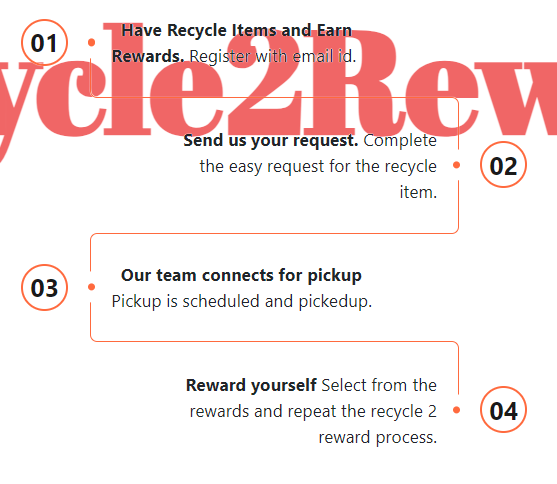 ycle2Rew
01
Have Recycle Items and Earn
Rewards. Register with email id.
Send us your request. Complete
the easy request for the recycle
item.
02
03
Our team connects for pickup
Pickup is scheduled and pickedup.
Reward yourself Select from the
rewards and repeat the recycle 2
reward process.
04